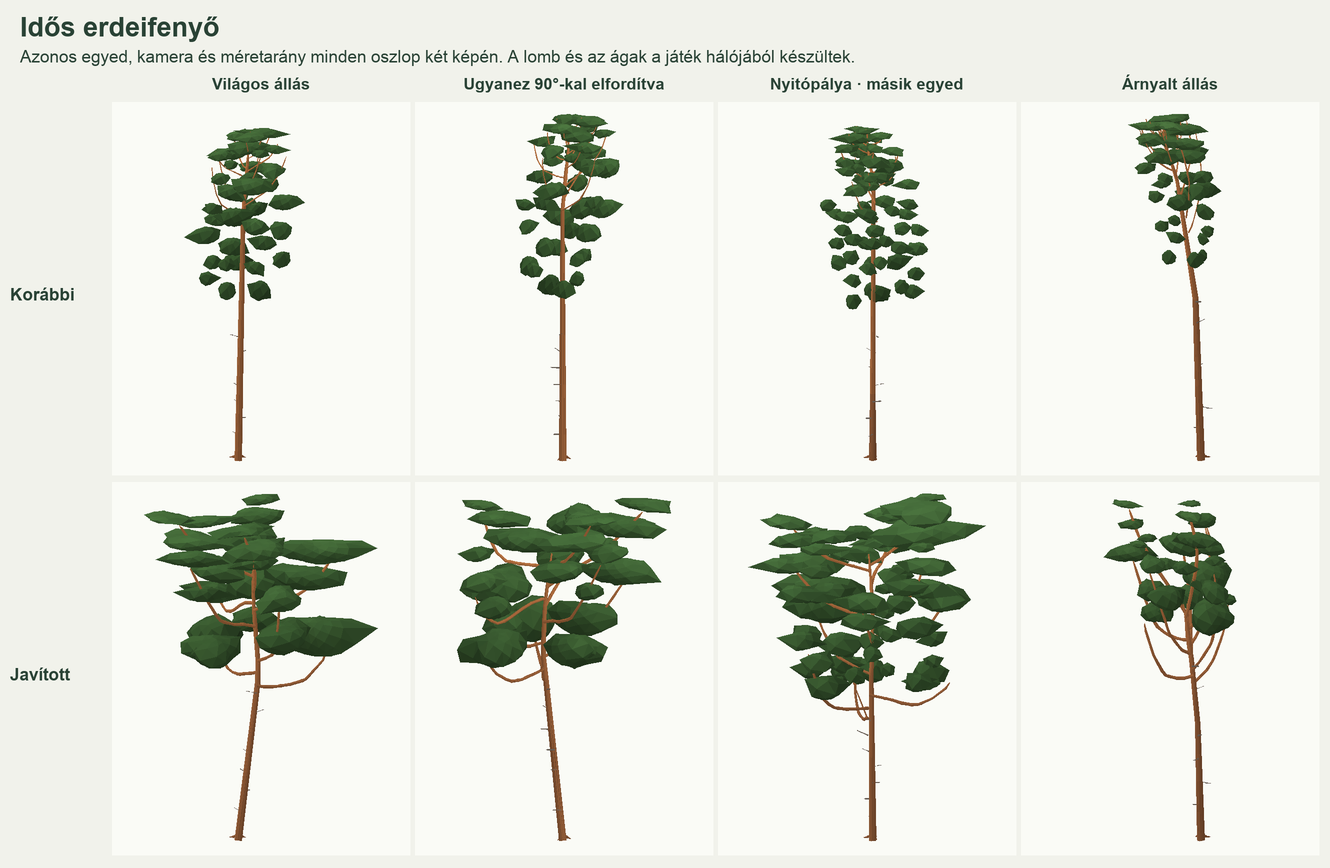 Idős erdeifenyő
Azonos egyed, kamera és méretarány minden oszlop két képén. A lomb és az ágak a játék hálójából készültek.
Világos állás
Ugyanez 90°-kal elfordítva
Nyitópálya · másik egyed
Árnyalt állás
Korábbi
Javított